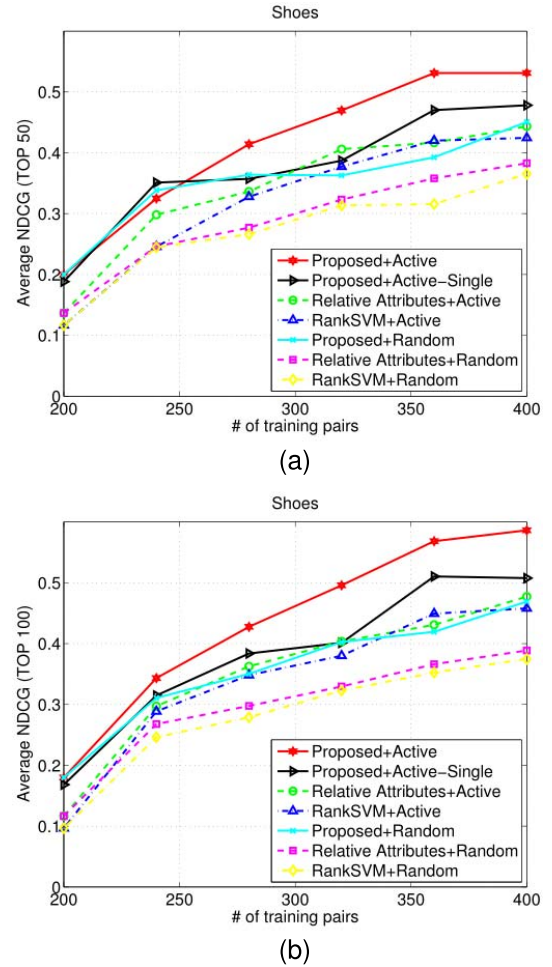 Shoes
Average NDCG (TOP 50)
0.5
0.4
0.3
0.2
0.1
0
Proposed+Active
Proposed+Active−Single
Relative Attributes+Active
RankSVM+Active
Proposed+Random
Relative Attributes+Random
RankSVM+Random
200 250 300 350 400
# of training pairs
(a)
Shoes
Average NDCG (TOP 100)
0.5
0.4
0.3
0.2
0.1
0
Proposed+Active
Proposed+Active−Single
Relative Attributes+Active
RankSVM+Active
Proposed+Random
Relative Attributes+Random
RankSVM+Random
200 250 300 350 400
# of training pairs
(b)